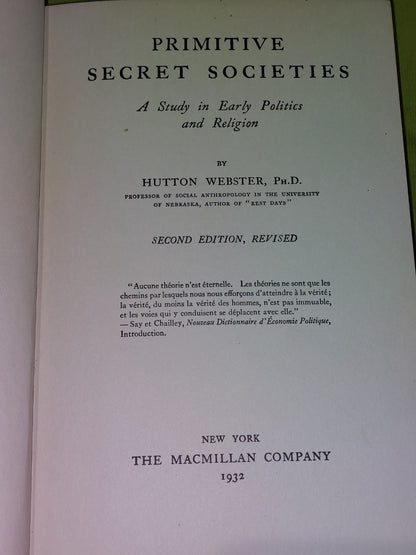 PRIMITIVE
SECRET SOCIETIES
A Study in Early Politics
and Religion
BY
HUTTON WEBSTER, PH.D.
PROFESSOR OF SOCIAL ANTHROPOLOGY IN THE UNIVERSITY
OF NEBRASKA, AUTHOR OF "REST DAYS"
SECOND EDITION, REVISED
"Aucune théorie n'est éternelle. Les théories ne sont que les
chemins par lesquels nous nous efforçons d'atteindre à la vérité;
la vérité, du moins la vérité des hommes, n'est pas immuable,
et les voies qui y conduisent se déplacent avec elle."
— Say et Chailley, Nouveau Dictionnaire d'Économie Politique,
Introduction.
NEW YORK
THE MACMILLAN COMPANY
1932